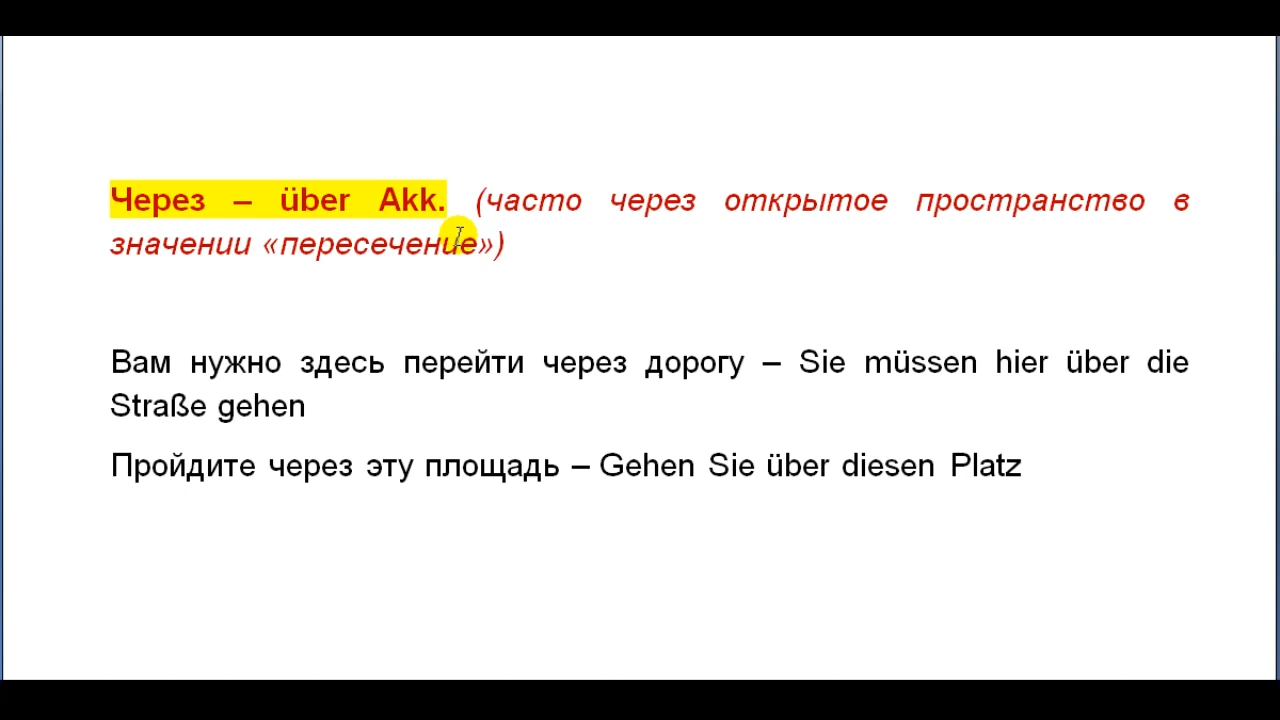 Через – über Akk. (часто через открытое пространство в
значении «пересечение»)
Вам нужно здесь перейти через дорогу – Sie müssen hier über die
Straße gehen
Пройдите через эту площадь – Gehen Sie über diesen Platz